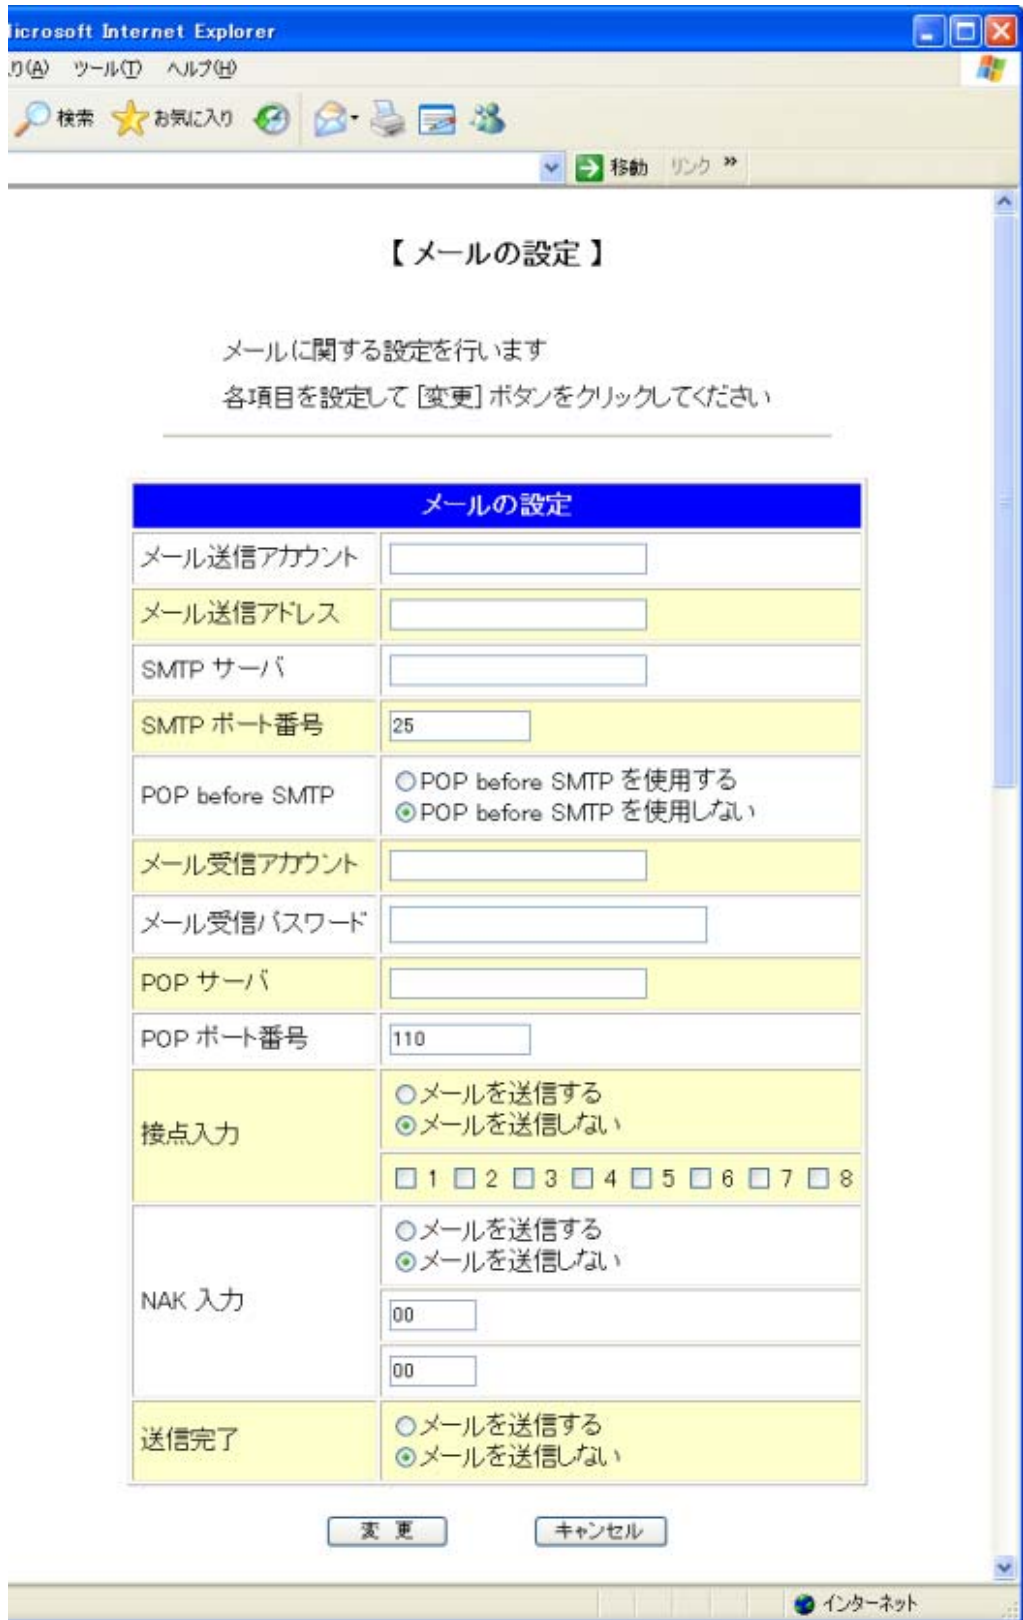 Microsoft Internet Explorer
り(A) ツール(T) ヘルプ(H)
検索 お気に入り
移動 リンク »
【 メールの設定 】
メールに関する設定を行います
各項目を設定して [変更] ボタンをクリックしてください
メールの設定
メール送信アカウント
メール送信アドレス
SMTP サーバ
SMTP ポート番号 25
POP before SMTP
POP before SMTP を使用する
POP before SMTP を使用しない
メール受信アカウント
メール受信パスワード
POP サーバ
POP ポート番号 110
接点入力
メールを送信する
メールを送信しない
1 2 3 4 5 6 7 8
NAK 入力
メールを送信する
メールを送信しない
00
00
送信完了
メールを送信する
メールを送信しない
変 更 キャンセル
インターネット